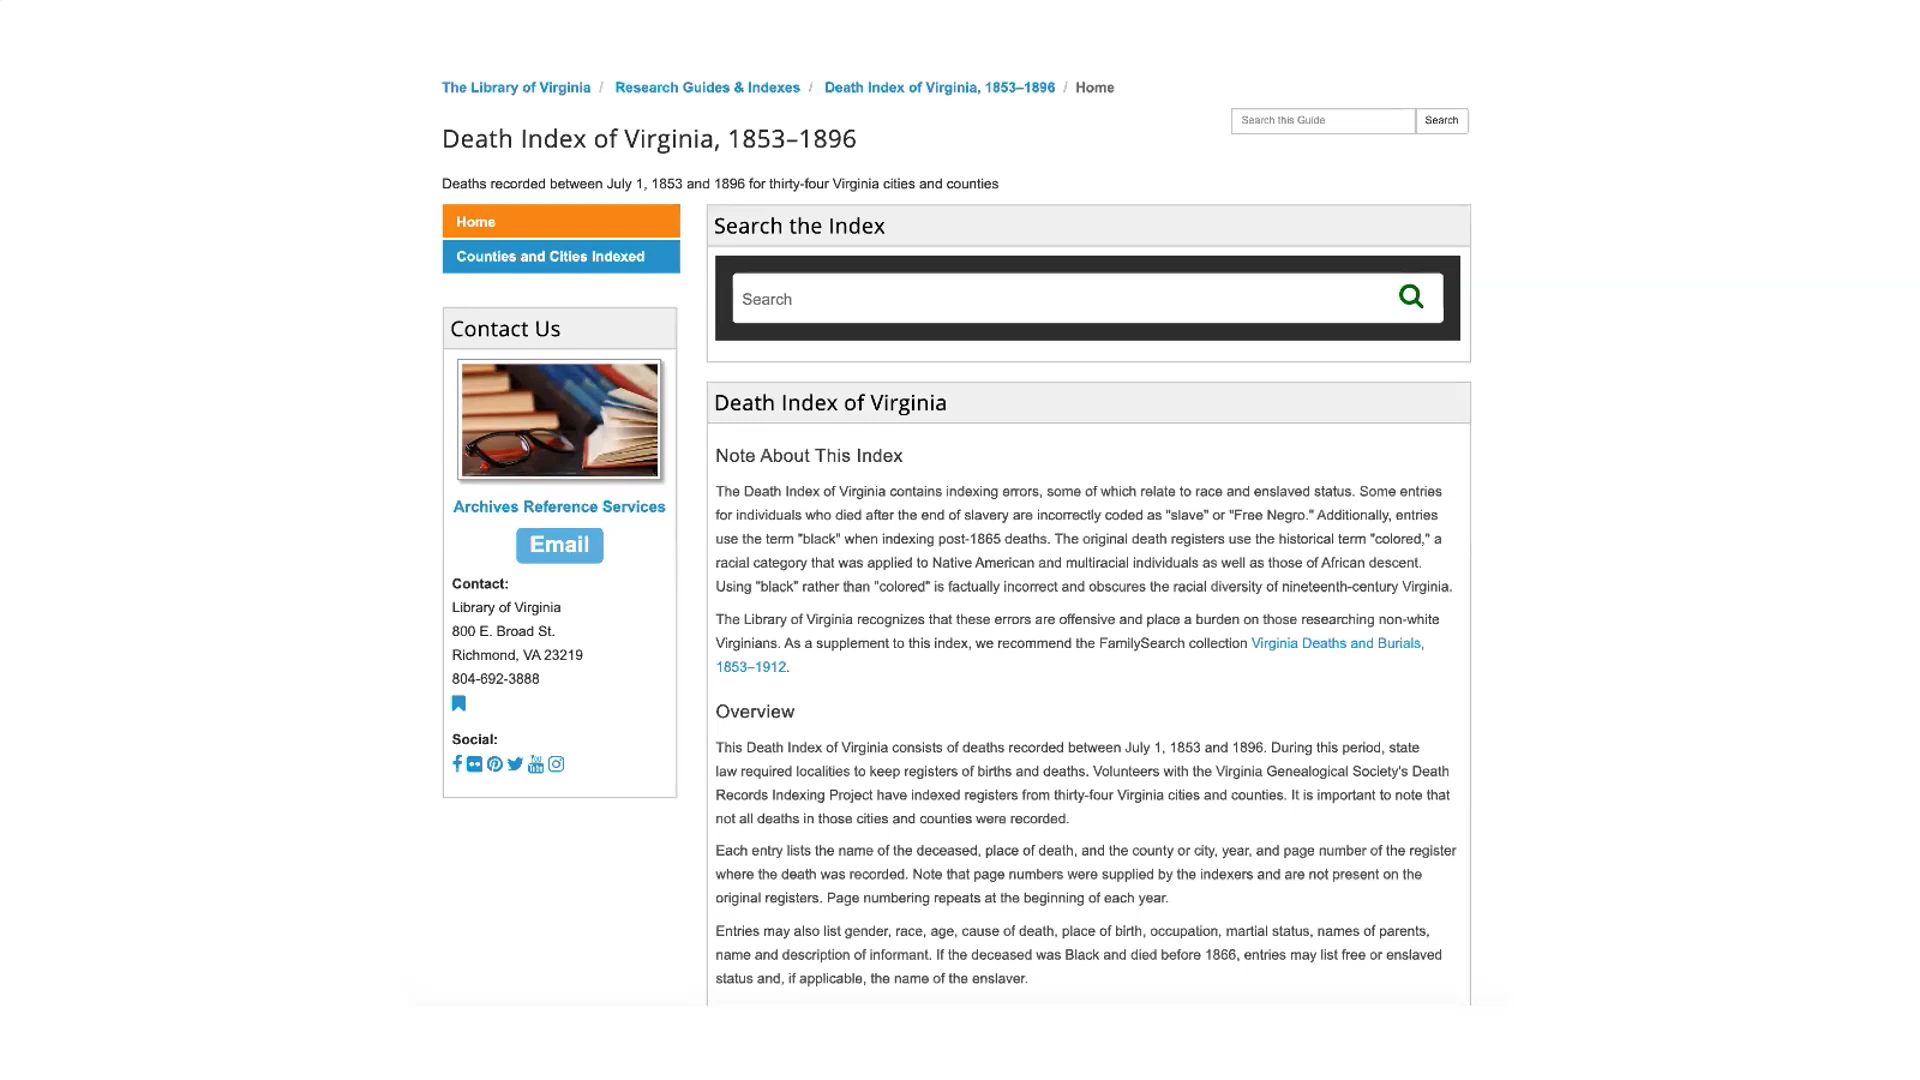 The Library of Virginia / Research Guides & Indexes / Death Index of Virginia, 1853–1896 / Home
Search this Guide Search
Death Index of Virginia, 1853–1896
Deaths recorded between July 1, 1853 and 1896 for thirty-four Virginia cities and counties
Home
Counties and Cities Indexed
Contact Us
Archives Reference Services
Email
Contact:
Library of Virginia
800 E. Broad St.
Richmond, VA 23219
804-692-3888
Social:
Search the Index
Search
Death Index of Virginia
Note About This Index
The Death Index of Virginia contains indexing errors, some of which relate to race and enslaved status. Some entries
for individuals who died after the end of slavery are incorrectly coded as "slave" or "Free Negro." Additionally, entries
use the term "black" when indexing post-1865 deaths. The original death registers use the historical term "colored," a
racial category that was applied to Native American and multiracial individuals as well as those of African descent.
Using "black" rather than "colored" is factually incorrect and obscures the racial diversity of nineteenth-century Virginia.
The Library of Virginia recognizes that these errors are offensive and place a burden on those researching non-white
Virginians. As a supplement to this index, we recommend the FamilySearch collection Virginia Deaths and Burials,
1853–1912.
Overview
This Death Index of Virginia consists of deaths recorded between July 1, 1853 and 1896. During this period, state
law required localities to keep registers of births and deaths. Volunteers with the Virginia Genealogical Society's Death
Records Indexing Project have indexed registers from thirty-four Virginia cities and counties. It is important to note that
not all deaths in those cities and counties were recorded.
Each entry lists the name of the deceased, place of death, and the county or city, year, and page number of the register
where the death was recorded. Note that page numbers were supplied by the indexers and are not present on the
original registers. Page numbering repeats at the beginning of each year.
Entries may also list gender, race, age, cause of death, place of birth, occupation, martial status, names of parents,
name and description of informant. If the deceased was Black and died before 1866, entries may list free or enslaved
status and, if applicable, the name of the enslaver.